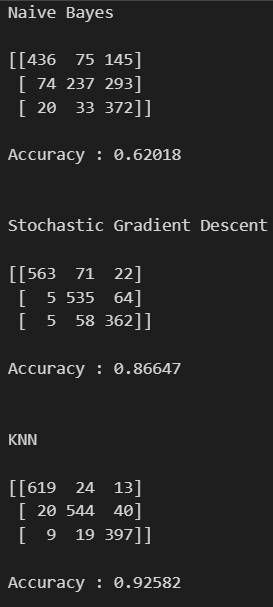 Naive Bayes
[[436 75 145]
[ 74 237 293]
[ 20 33 372]]
Accuracy : 0.62018
Stochastic Gradient Descent
[[563 71 22]
[ 5 535 64]
[ 5 58 362]]
Accuracy : 0.86647
KNN
[[619 24 13]
[ 20 544 40]
[ 9 19 397]]
Accuracy : 0.92582